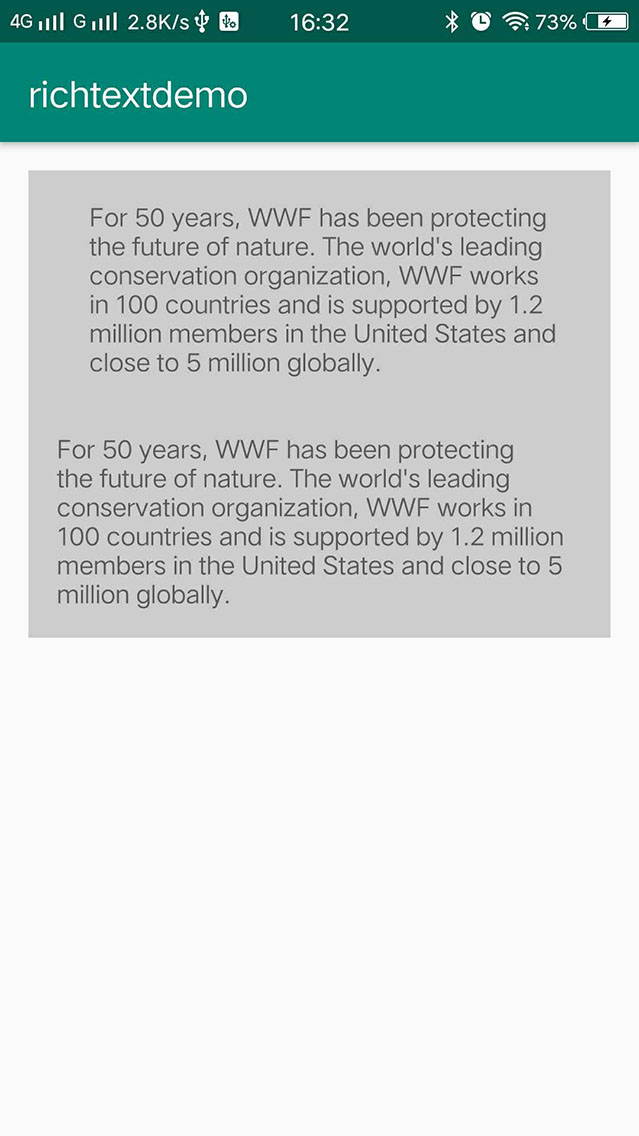 4G G 2.8K/s 16:32 73%
richtextdemo
For 50 years, WWF has been protecting
the future of nature. The world's leading
conservation organization, WWF works
in 100 countries and is supported by 1.2
million members in the United States and
close to 5 million globally.
For 50 years, WWF has been protecting
the future of nature. The world's leading
conservation organization, WWF works in
100 countries and is supported by 1.2 million
members in the United States and close to 5
million globally.